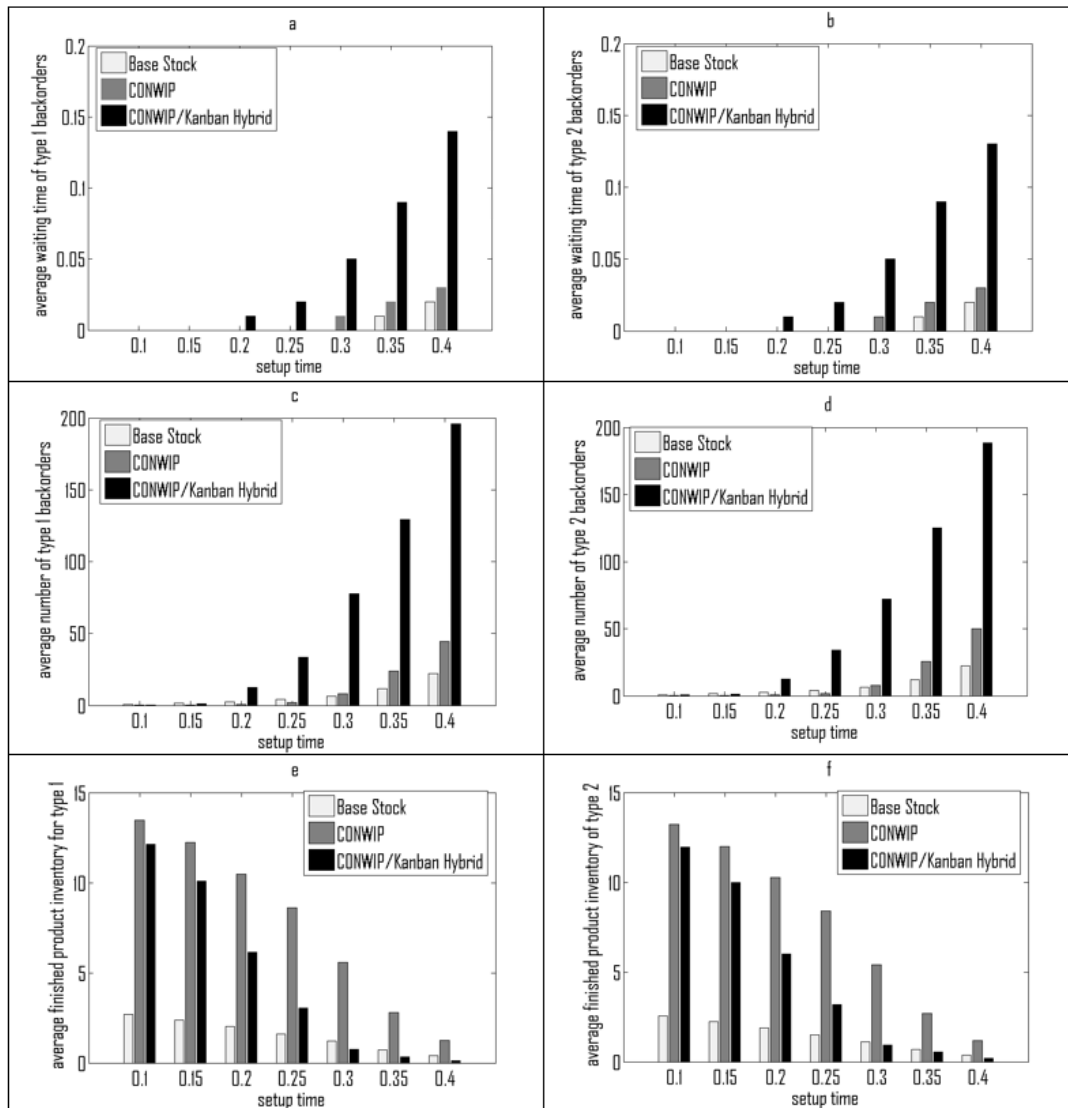 a
average waiting time of type 1 backorders
0.2
0.15
0.1
0.05
0
Base Stock
CONWIP
CONWIP/Kanban Hybrid
0.1 0.15 0.2 0.25 0.3 0.35 0.4
setup time
b
average waiting time of type 2 backorders
0.2
0.15
0.1
0.05
0
Base Stock
CONWIP
CONWIP/Kanban Hybrid
0.1 0.15 0.2 0.25 0.3 0.35 0.4
setup time
c
average number of type 1 backorders
200
150
100
50
0
Base Stock
CONWIP
CONWIP/Kanban Hybrid
0.1 0.15 0.2 0.25 0.3 0.35 0.4
setup time
d
average number of type 2 backorders
200
150
100
50
0
Base Stock
CONWIP
CONWIP/Kanban Hybrid
0.1 0.15 0.2 0.25 0.3 0.35 0.4
setup time
e
average finished product inventory for type 1
15
10
5
0
Base Stock
CONWIP
CONWIP/Kanban Hybrid
0.1 0.15 0.2 0.25 0.3 0.35 0.4
setup time
f
average finished product inventory of type 2
15
10
5
0
Base Stock
CONWIP
CONWIP/Kanban Hybrid
0.1 0.15 0.2 0.25 0.3 0.35 0.4
setup time